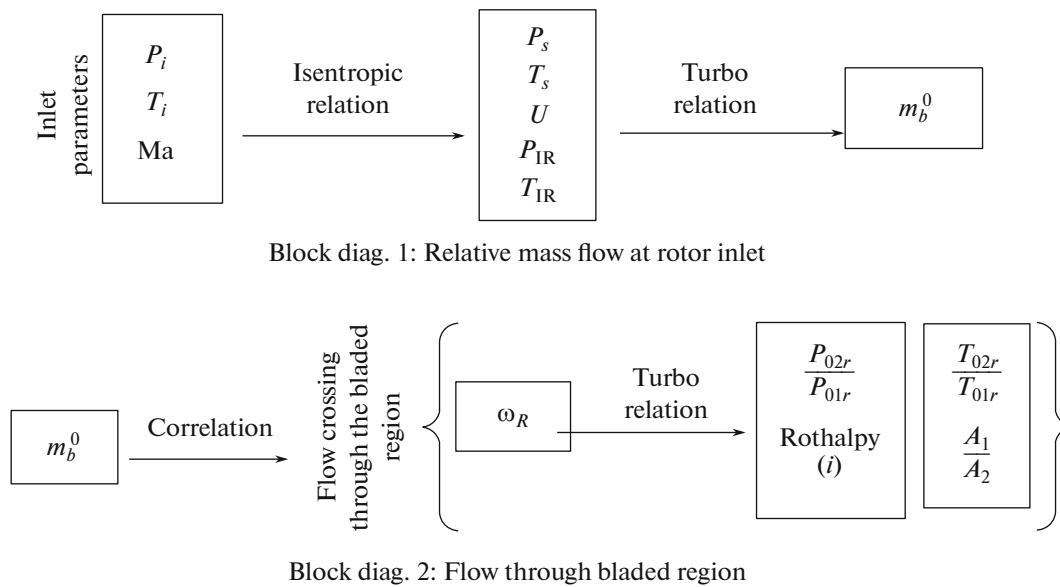 Inlet
parameters
P_i
T_i
Ma
Isentropic
relation
P_s
T_s
U
P_IR
T_IR
Turbo
relation
m_b^0
Block diag. 1: Relative mass flow at rotor inlet
m_b^0
Correlation
Flow crossing
through the bladed
region
ω_R
Turbo
relation
P_02r
P_01r
Rothalpy
(i)
T_02r
T_01r
A_1
A_2
Block diag. 2: Flow through bladed region